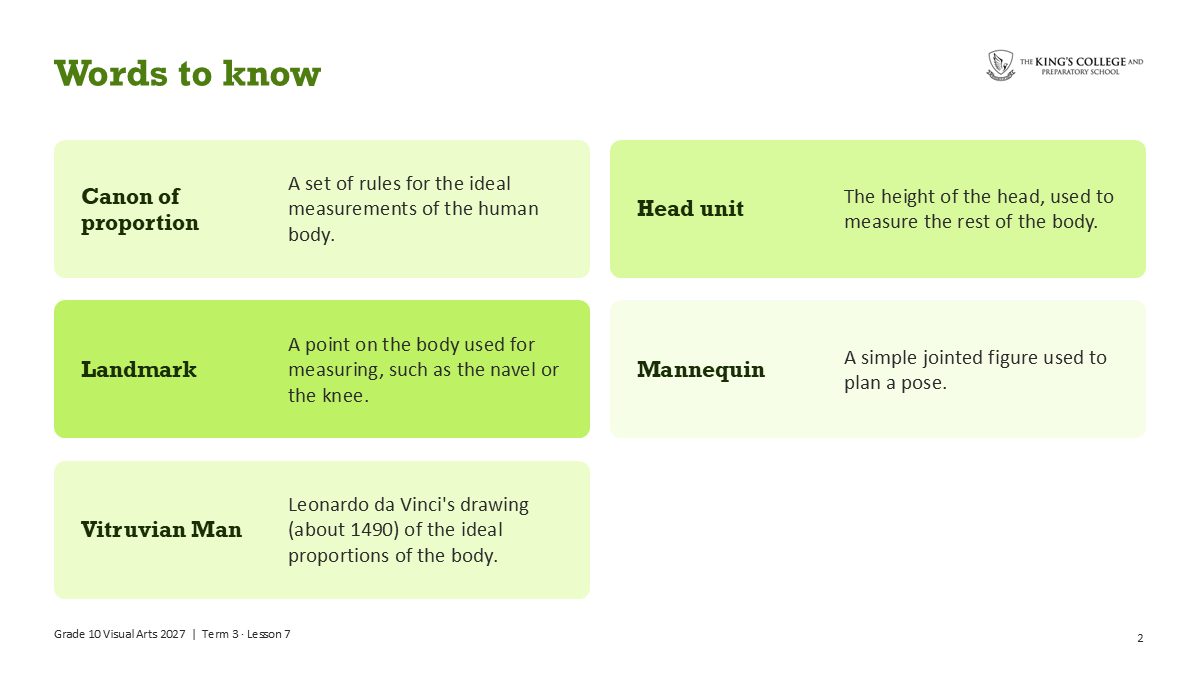 Words to know
THE KING'S COLLEGE AND
PREPARATORY SCHOOL
Canon of
proportion
A set of rules for the ideal
measurements of the human
body.
Head unit
The height of the head, used to
measure the rest of the body.
Landmark
A point on the body used for
measuring, such as the navel or
the knee.
Mannequin
A simple jointed figure used to
plan a pose.
Vitruvian Man
Leonardo da Vinci's drawing
(about 1490) of the ideal
proportions of the body.
Grade 10 Visual Arts 2027 | Term 3 · Lesson 7
2